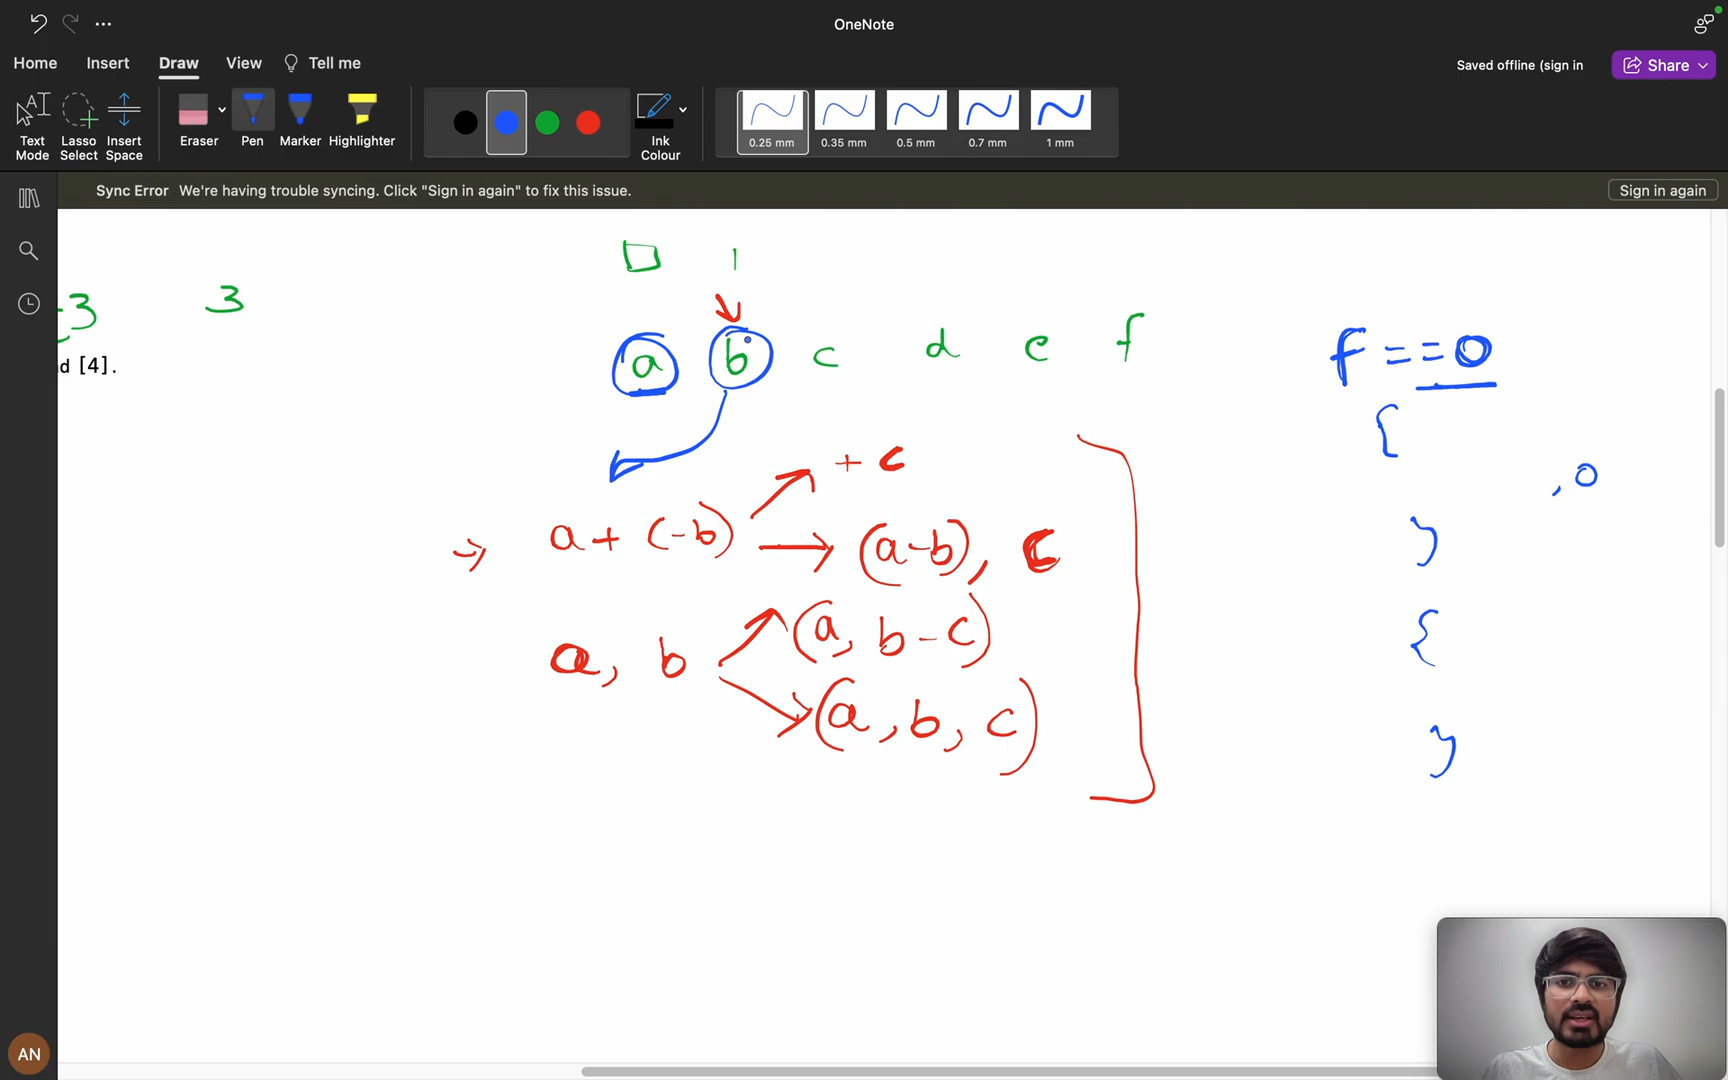 OneNote
Home Insert Draw View Tell me
Saved offline (sign in
Share
Text Mode
Lasso Select
Insert Space
Eraser
Pen
Marker
Highlighter
Ink Colour
0.25 mm
0.35 mm
0.5 mm
0.7 mm
1 mm
Sync Error We're having trouble syncing. Click "Sign in again" to fix this issue.
Sign in again
1
-3 3
d [4].
a b c d e f
f == 0
{
, 0
}
{
}
+ c
⇒ a + (-b) → (a-b), c
(a, b - c)
a, b
(a, b, c)
AN